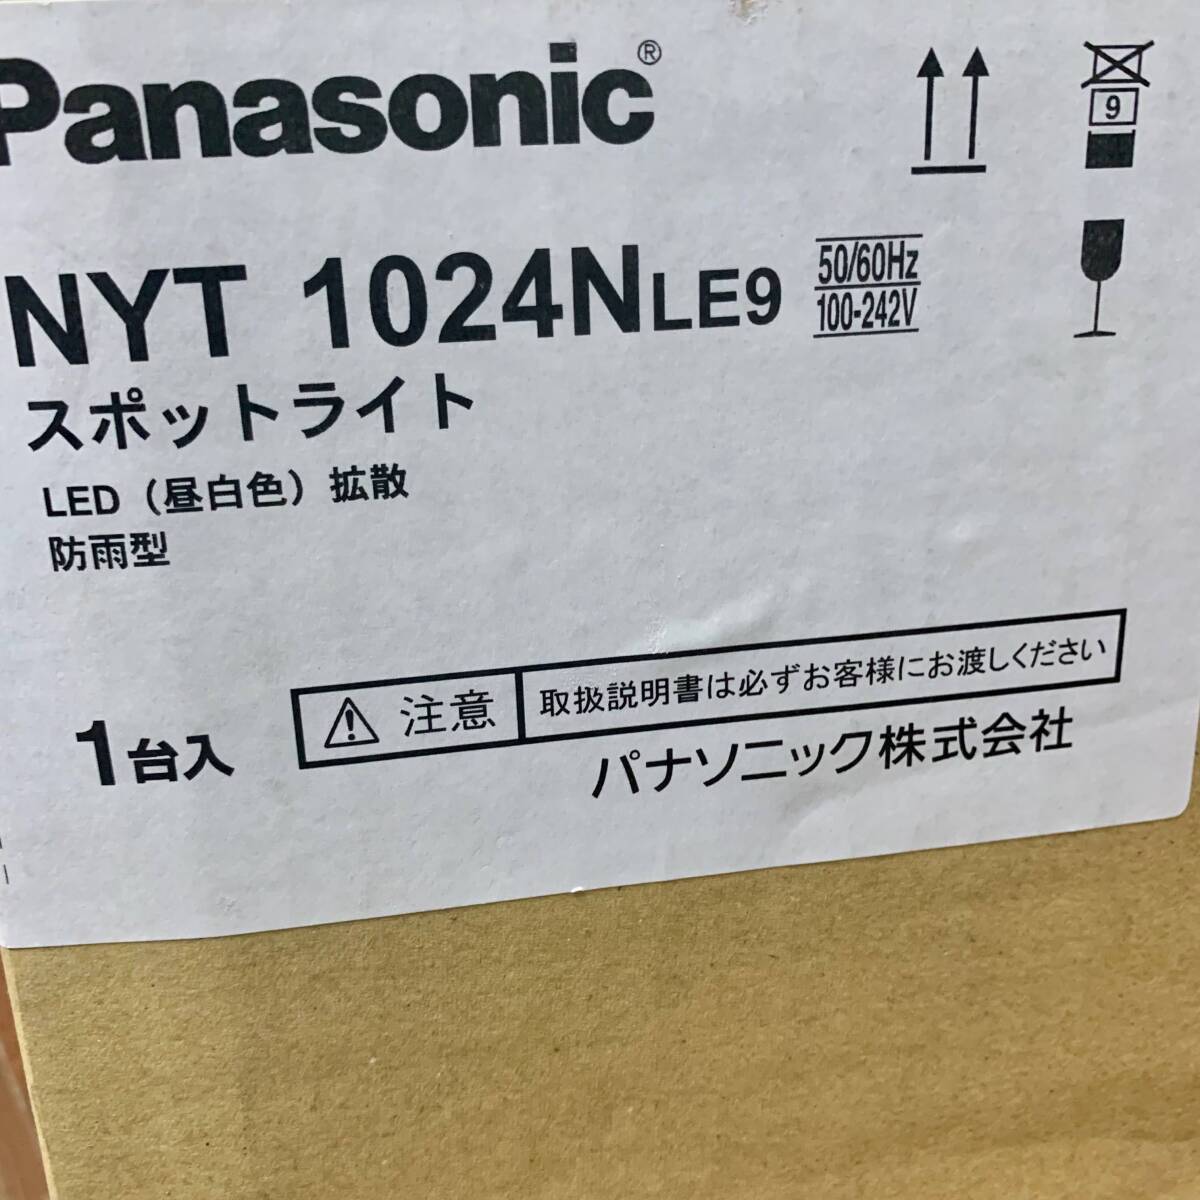 Panasonic®
9
NYT 1024NLE9
50/60Hz
100-242V
スポットライト
LED（昼白色）拡散
防雨型
1台入
注意
取扱説明書は必ずお客様にお渡しください
パナソニック株式会社